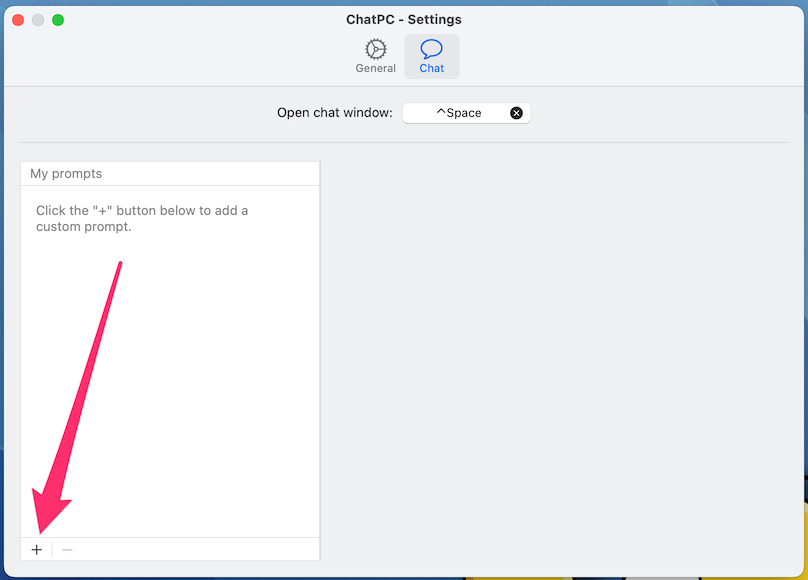 ChatPC - Settings
General
Chat
Open chat window:
^Space
My prompts
Click the "+" button below to add a
custom prompt.